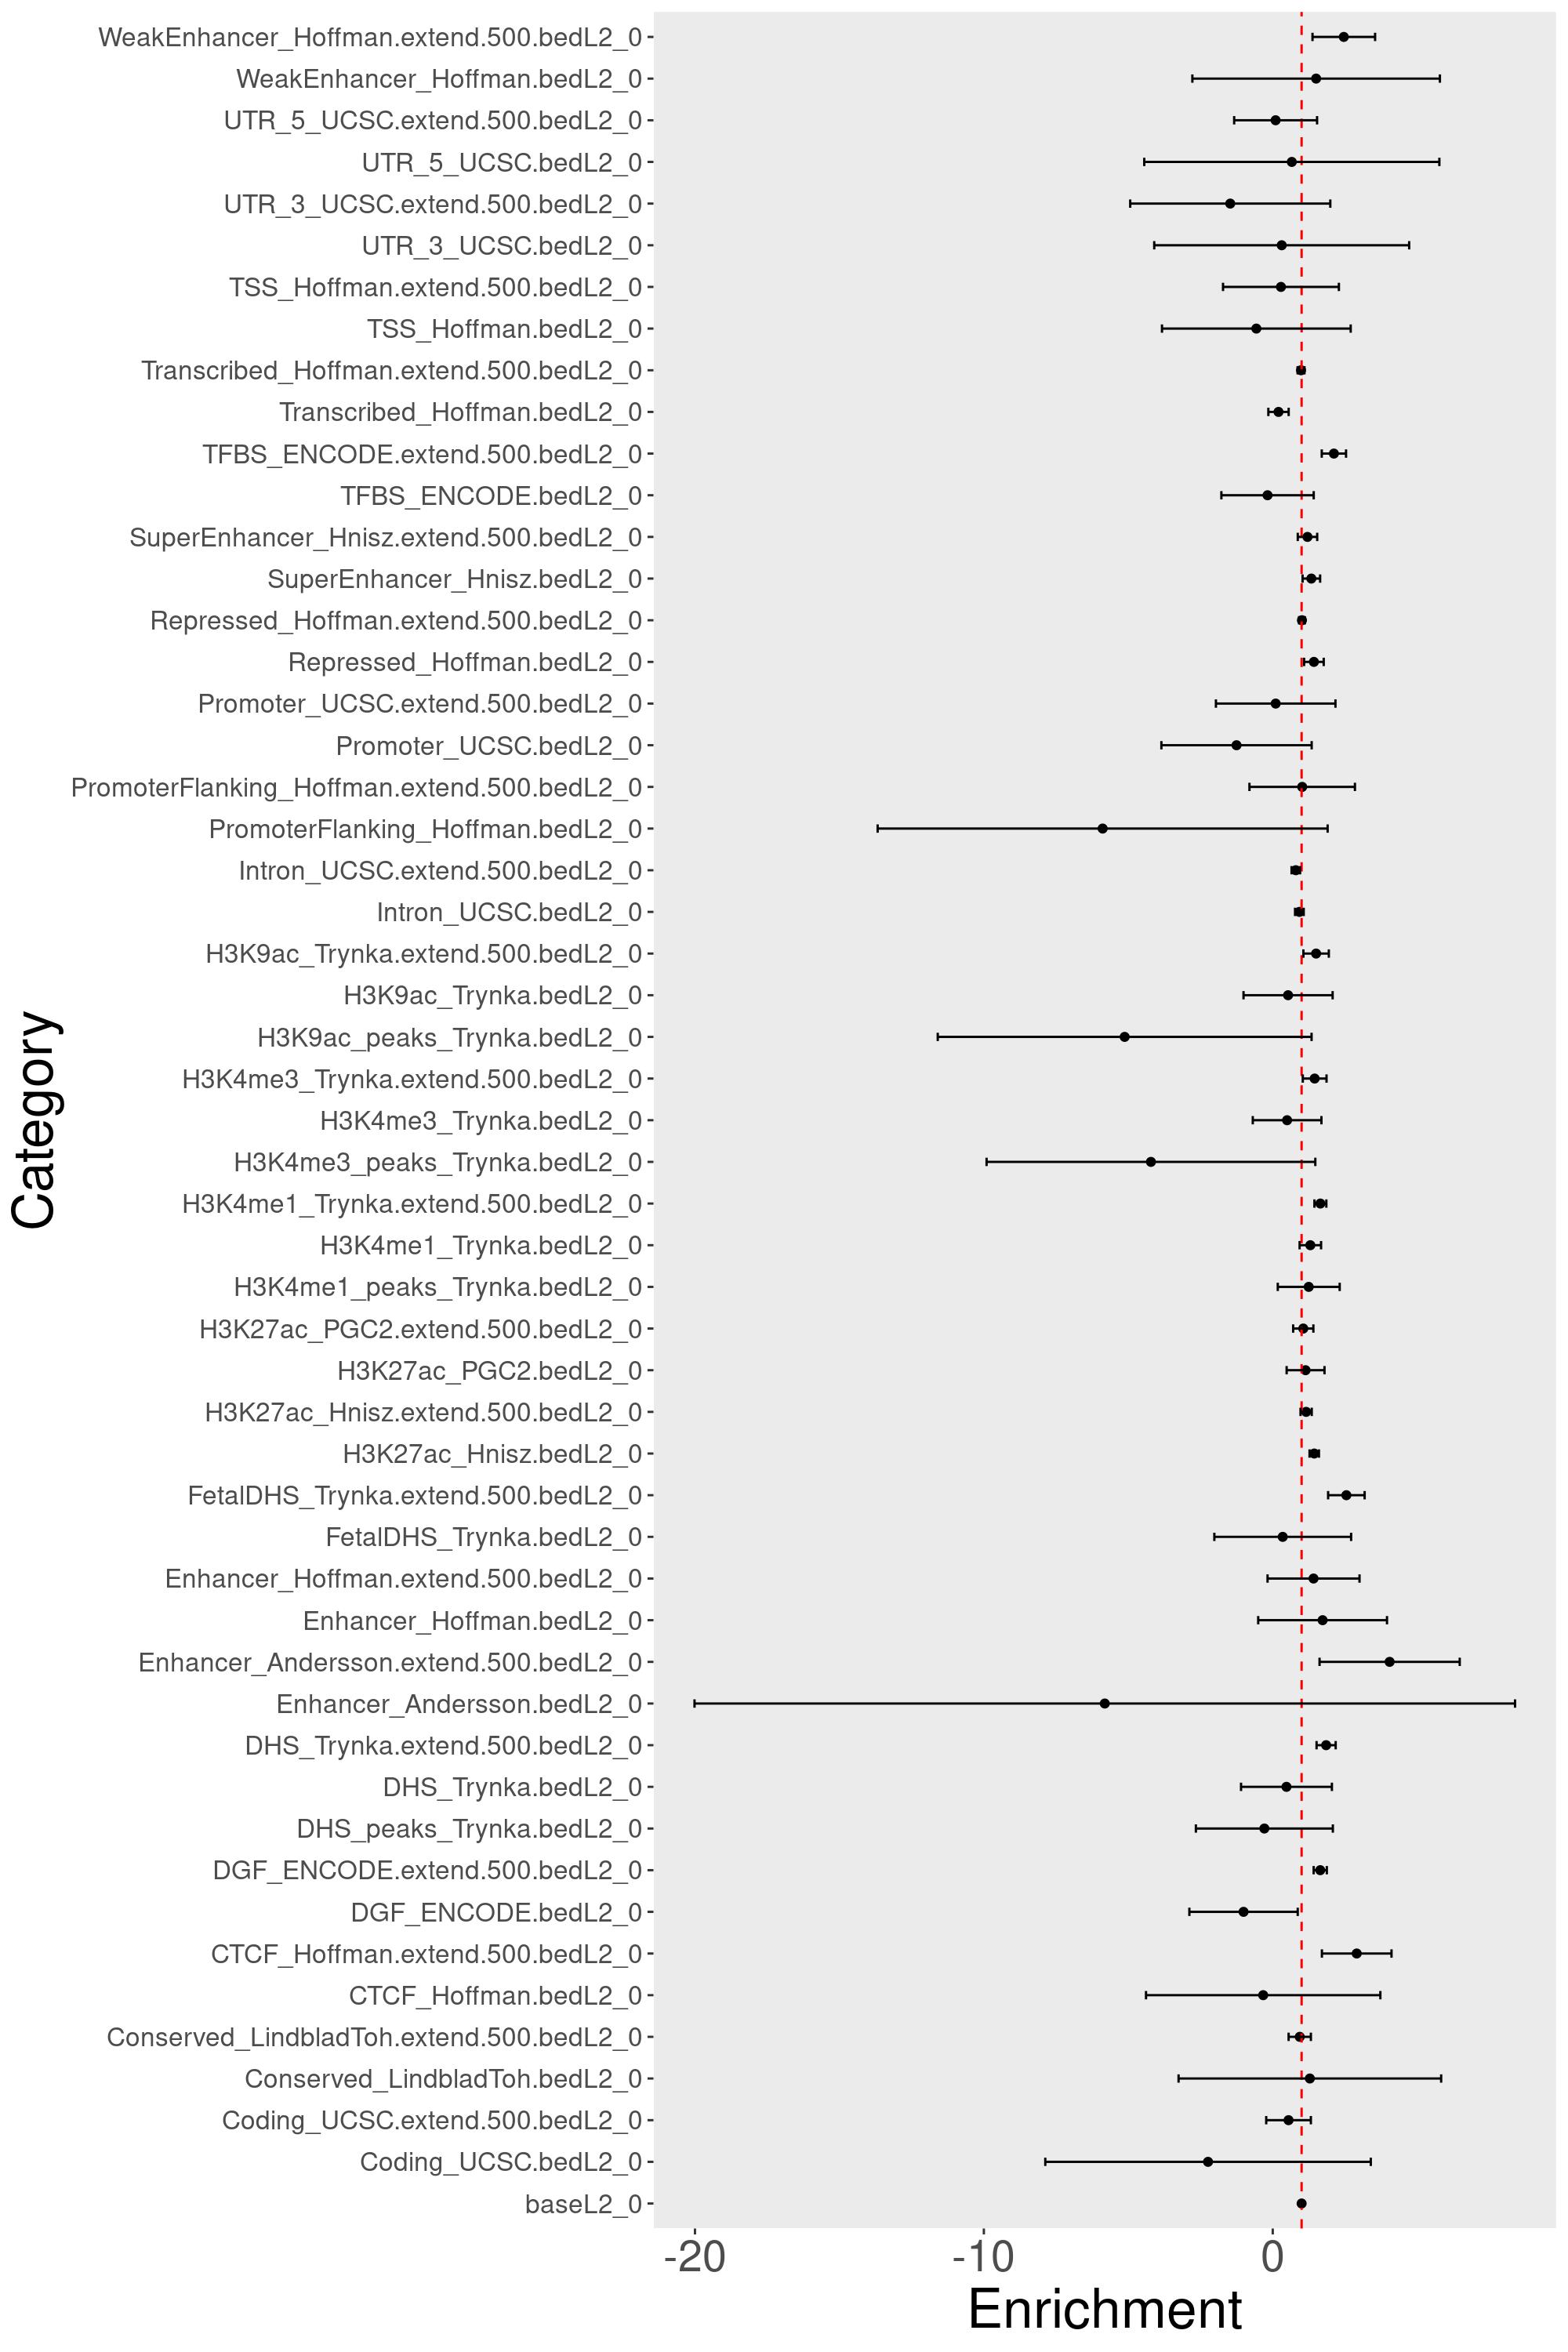 WeakEnhancer_Hoffman.extend.500.bedL2_0
WeakEnhancer_Hoffman.bedL2_0
UTR_5_UCSC.extend.500.bedL2_0
UTR_5_UCSC.bedL2_0
UTR_3_UCSC.extend.500.bedL2_0
UTR_3_UCSC.bedL2_0
TSS_Hoffman.extend.500.bedL2_0
TSS_Hoffman.bedL2_0
Transcribed_Hoffman.extend.500.bedL2_0
Transcribed_Hoffman.bedL2_0
TFBS_ENCODE.extend.500.bedL2_0
TFBS_ENCODE.bedL2_0
SuperEnhancer_Hnisz.extend.500.bedL2_0
SuperEnhancer_Hnisz.bedL2_0
Repressed_Hoffman.extend.500.bedL2_0
Repressed_Hoffman.bedL2_0
Promoter_UCSC.extend.500.bedL2_0
Promoter_UCSC.bedL2_0
PromoterFlanking_Hoffman.extend.500.bedL2_0
PromoterFlanking_Hoffman.bedL2_0
Intron_UCSC.extend.500.bedL2_0
Intron_UCSC.bedL2_0
H3K9ac_Trynka.extend.500.bedL2_0
H3K9ac_Trynka.bedL2_0
H3K9ac_peaks_Trynka.bedL2_0
H3K4me3_Trynka.extend.500.bedL2_0
H3K4me3_Trynka.bedL2_0
H3K4me3_peaks_Trynka.bedL2_0
H3K4me1_Trynka.extend.500.bedL2_0
H3K4me1_Trynka.bedL2_0
H3K4me1_peaks_Trynka.bedL2_0
H3K27ac_PGC2.extend.500.bedL2_0
H3K27ac_PGC2.bedL2_0
H3K27ac_Hnisz.extend.500.bedL2_0
H3K27ac_Hnisz.bedL2_0
FetalDHS_Trynka.extend.500.bedL2_0
FetalDHS_Trynka.bedL2_0
Enhancer_Hoffman.extend.500.bedL2_0
Enhancer_Hoffman.bedL2_0
Enhancer_Andersson.extend.500.bedL2_0
Enhancer_Andersson.bedL2_0
DHS_Trynka.extend.500.bedL2_0
DHS_Trynka.bedL2_0
DHS_peaks_Trynka.bedL2_0
DGF_ENCODE.extend.500.bedL2_0
DGF_ENCODE.bedL2_0
CTCF_Hoffman.extend.500.bedL2_0
CTCF_Hoffman.bedL2_0
Conserved_LindbladToh.extend.500.bedL2_0
Conserved_LindbladToh.bedL2_0
Coding_UCSC.extend.500.bedL2_0
Coding_UCSC.bedL2_0
baseL2_0
Category
-20 -10 0
Enrichment